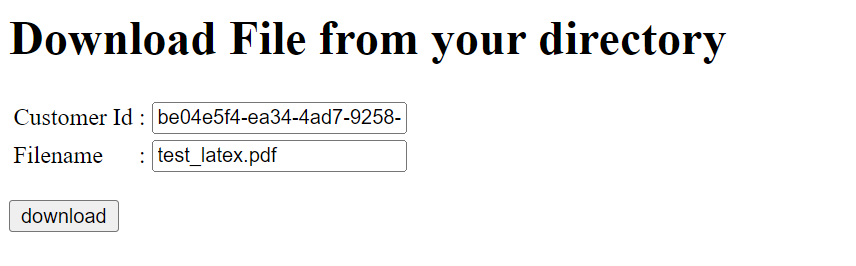 Download File from your directory
Customer Id : be04e5f4-ea34-4ad7-9258-
Filename : test_latex.pdf
download